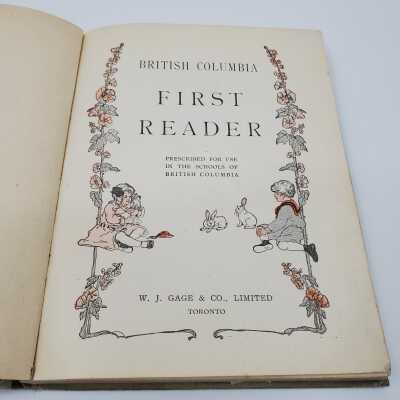 BRITISH COLUMBIA
FIRST
READER
PRESCRIBED FOR USE
IN THE SCHOOLS OF
BRITISH COLUMBIA
W. J. GAGE & CO., LIMITED
TORONTO